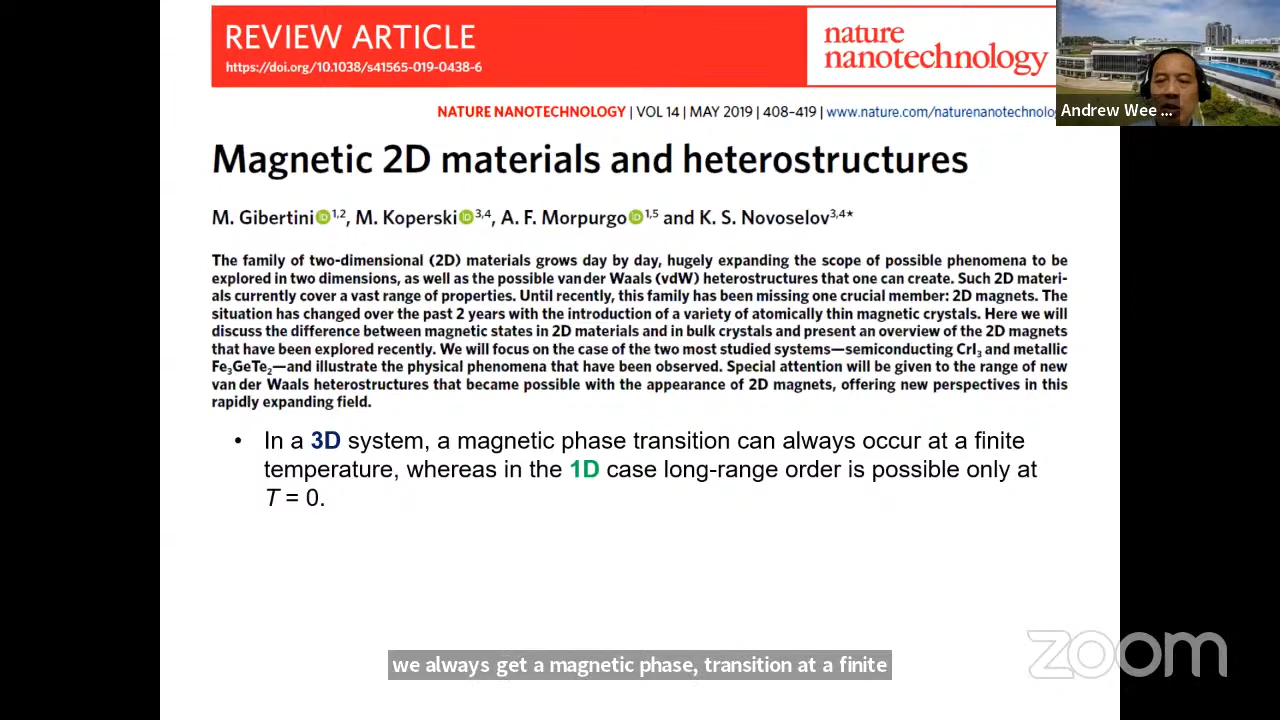 REVIEW ARTICLE
https://doi.org/10.1038/s41565-019-0438-6
nature
nanotechnology
NATURE NANOTECHNOLOGY | VOL 14 | MAY 2019 | 408–419 | www.nature.com/naturenanotechnolo
Andrew Wee ...
Magnetic 2D materials and heterostructures
M. Gibertini 1,2, M. Koperski 3,4, A. F. Morpurgo 1,5 and K. S. Novoselov3,4*
The family of two-dimensional (2D) materials grows day by day, hugely expanding the scope of possible phenomena to be
explored in two dimensions, as well as the possible van der Waals (vdW) heterostructures that one can create. Such 2D materi-
als currently cover a vast range of properties. Until recently, this family has been missing one crucial member: 2D magnets. The
situation has changed over the past 2 years with the introduction of a variety of atomically thin magnetic crystals. Here we will
discuss the difference between magnetic states in 2D materials and in bulk crystals and present an overview of the 2D magnets
that have been explored recently. We will focus on the case of the two most studied systems—semiconducting CrI3 and metallic
Fe3GeTe2—and illustrate the physical phenomena that have been observed. Special attention will be given to the range of new
van der Waals heterostructures that became possible with the appearance of 2D magnets, offering new perspectives in this
rapidly expanding field.
• In a 3D system, a magnetic phase transition can always occur at a finite
temperature, whereas in the 1D case long-range order is possible only at
T = 0.
we always get a magnetic phase, transition at a finite
zoom